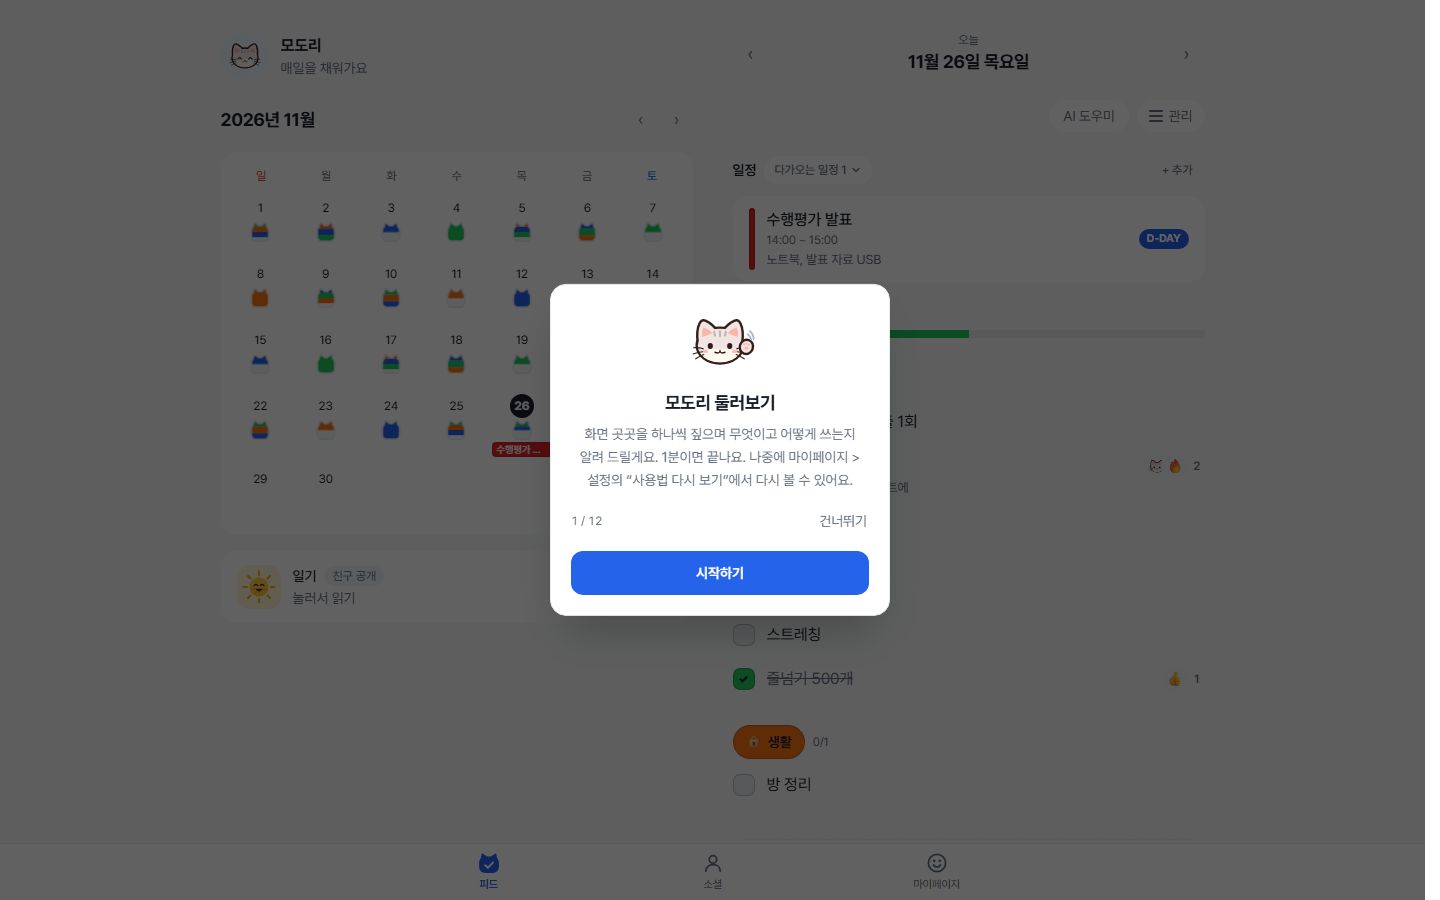 모도리
매일을 채워가요
2026년 11월
‹ ›
일 월 화 수 목 금 토
1 2 3 4 5 6 7
8 9 10 11 12 13 14
15 16 17 18 19
22 23 24 25 26
수행평가 ...
29 30
일기 친구 공개
눌러서 읽기
오늘
‹ 11월 26일 목요일 ›
AI 도우미 관리
일정 다가오는 일정 1 + 추가
수행평가 발표
14:00 – 15:00
노트북, 발표 자료 USB
D-DAY
1회
2
트에
스트레칭
줄넘기 500개
1
생활 0/1
방 정리
모도리 둘러보기
화면 곳곳을 하나씩 짚으며 무엇이고 어떻게 쓰는지
알려 드릴게요. 1분이면 끝나요. 나중에 마이페이지 >
설정의 “사용법 다시 보기”에서 다시 볼 수 있어요.
1 / 12 건너뛰기
시작하기
피드 소셜 마이페이지